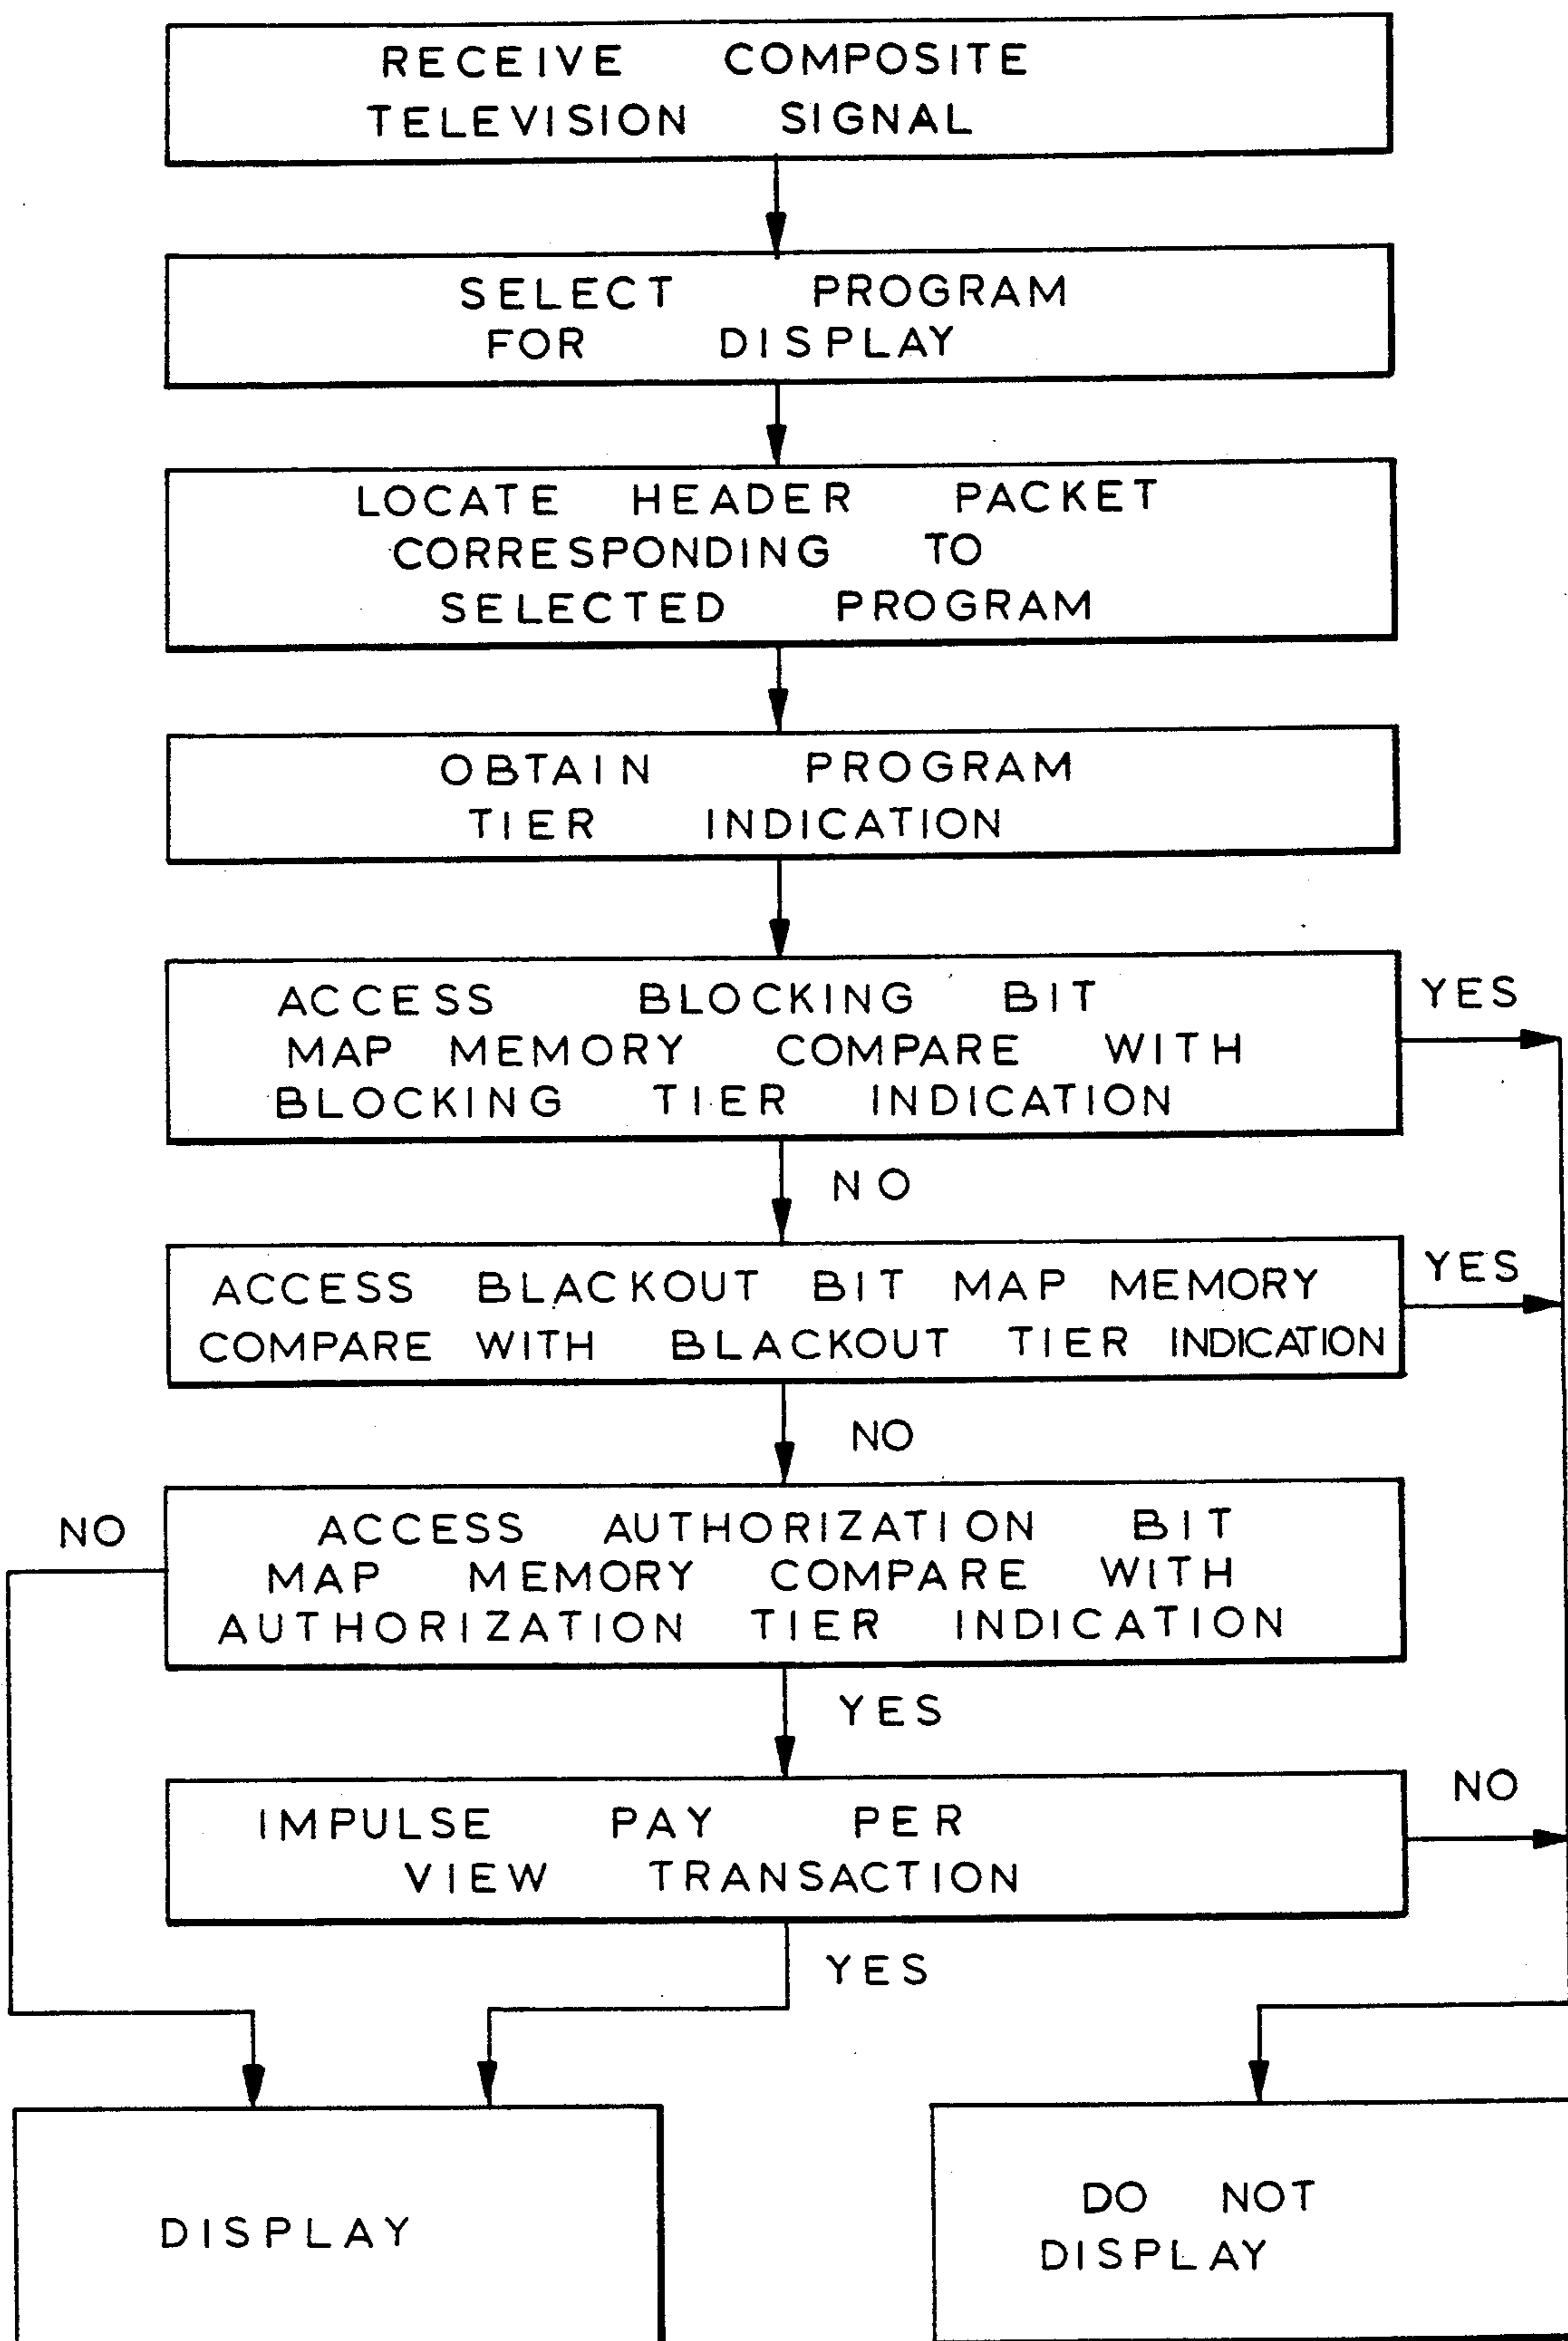 RECEIVE COMPOSITE
TELEVISION SIGNAL
SELECT PROGRAM
FOR DISPLAY
LOCATE HEADER PACKET
CORRESPONDING TO
SELECTED PROGRAM
OBTAIN PROGRAM
TIER INDICATION
ACCESS BLOCKING BIT
MAP MEMORY COMPARE WITH
BLOCKING TIER INDICATION
YES
NO
ACCESS BLACKOUT BIT MAP MEMORY
COMPARE WITH BLACKOUT TIER INDICATION
YES
NO
NO
ACCESS AUTHORIZATION BIT
MAP MEMORY COMPARE WITH
AUTHORIZATION TIER INDICATION
YES
IMPULSE PAY PER
VIEW TRANSACTION
NO
YES
DISPLAY
DO NOT
DISPLAY